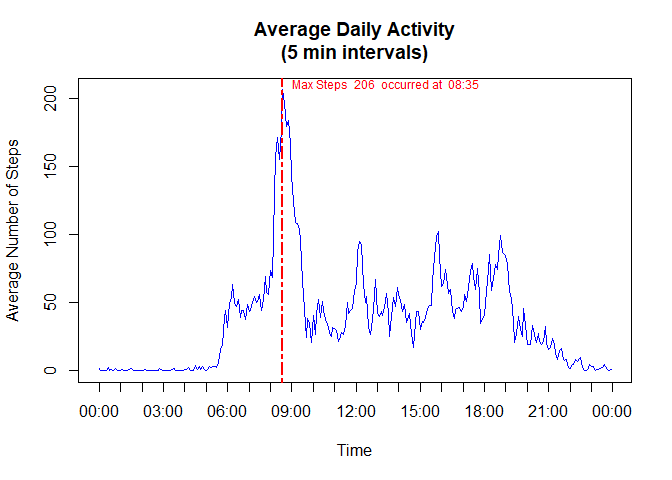 Average Daily Activity
(5 min intervals)
Max Steps 206 occurred at 08:35
Average Number of Steps
200
150
100
50
0
00:00 03:00 06:00 09:00 12:00 15:00 18:00 21:00 00:00
Time